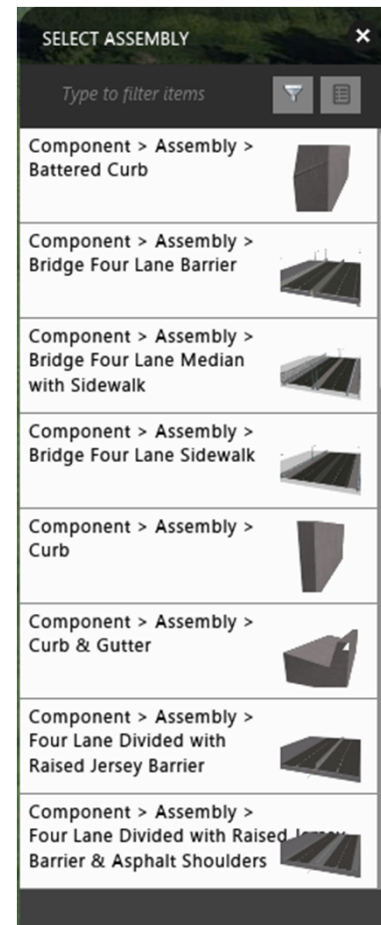 SELECT ASSEMBLY
Type to filter items
Component > Assembly >
Battered Curb
Component > Assembly >
Bridge Four Lane Barrier
Component > Assembly >
Bridge Four Lane Median
with Sidewalk
Component > Assembly >
Bridge Four Lane Sidewalk
Component > Assembly >
Curb
Component > Assembly >
Curb & Gutter
Component > Assembly >
Four Lane Divided with
Raised Jersey Barrier
Component > Assembly >
Four Lane Divided with Raised Jersey
Barrier & Asphalt Shoulders